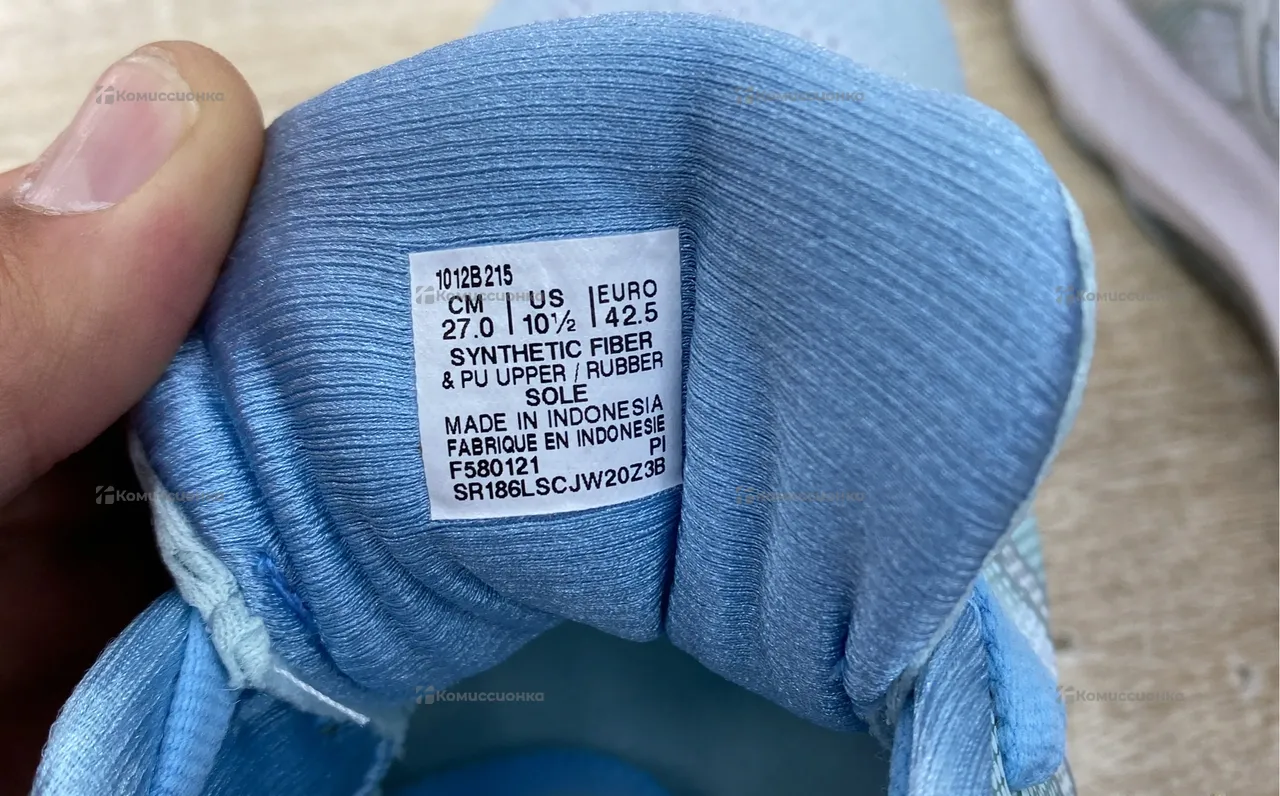 1012B215
CM | US | EURO
27.0 | 10½ | 42.5
SYNTHETIC FIBER
& PU UPPER / RUBBER
SOLE
MADE IN INDONESIA
FABRIQUE EN INDONESIE
PI
F580121
SR186LSCJW20Z3B
Комиссионка
Комиссионка
Комиссионка
Комиссионка
Комиссионка
Комиссионка
Комиссионка
Комиссионка